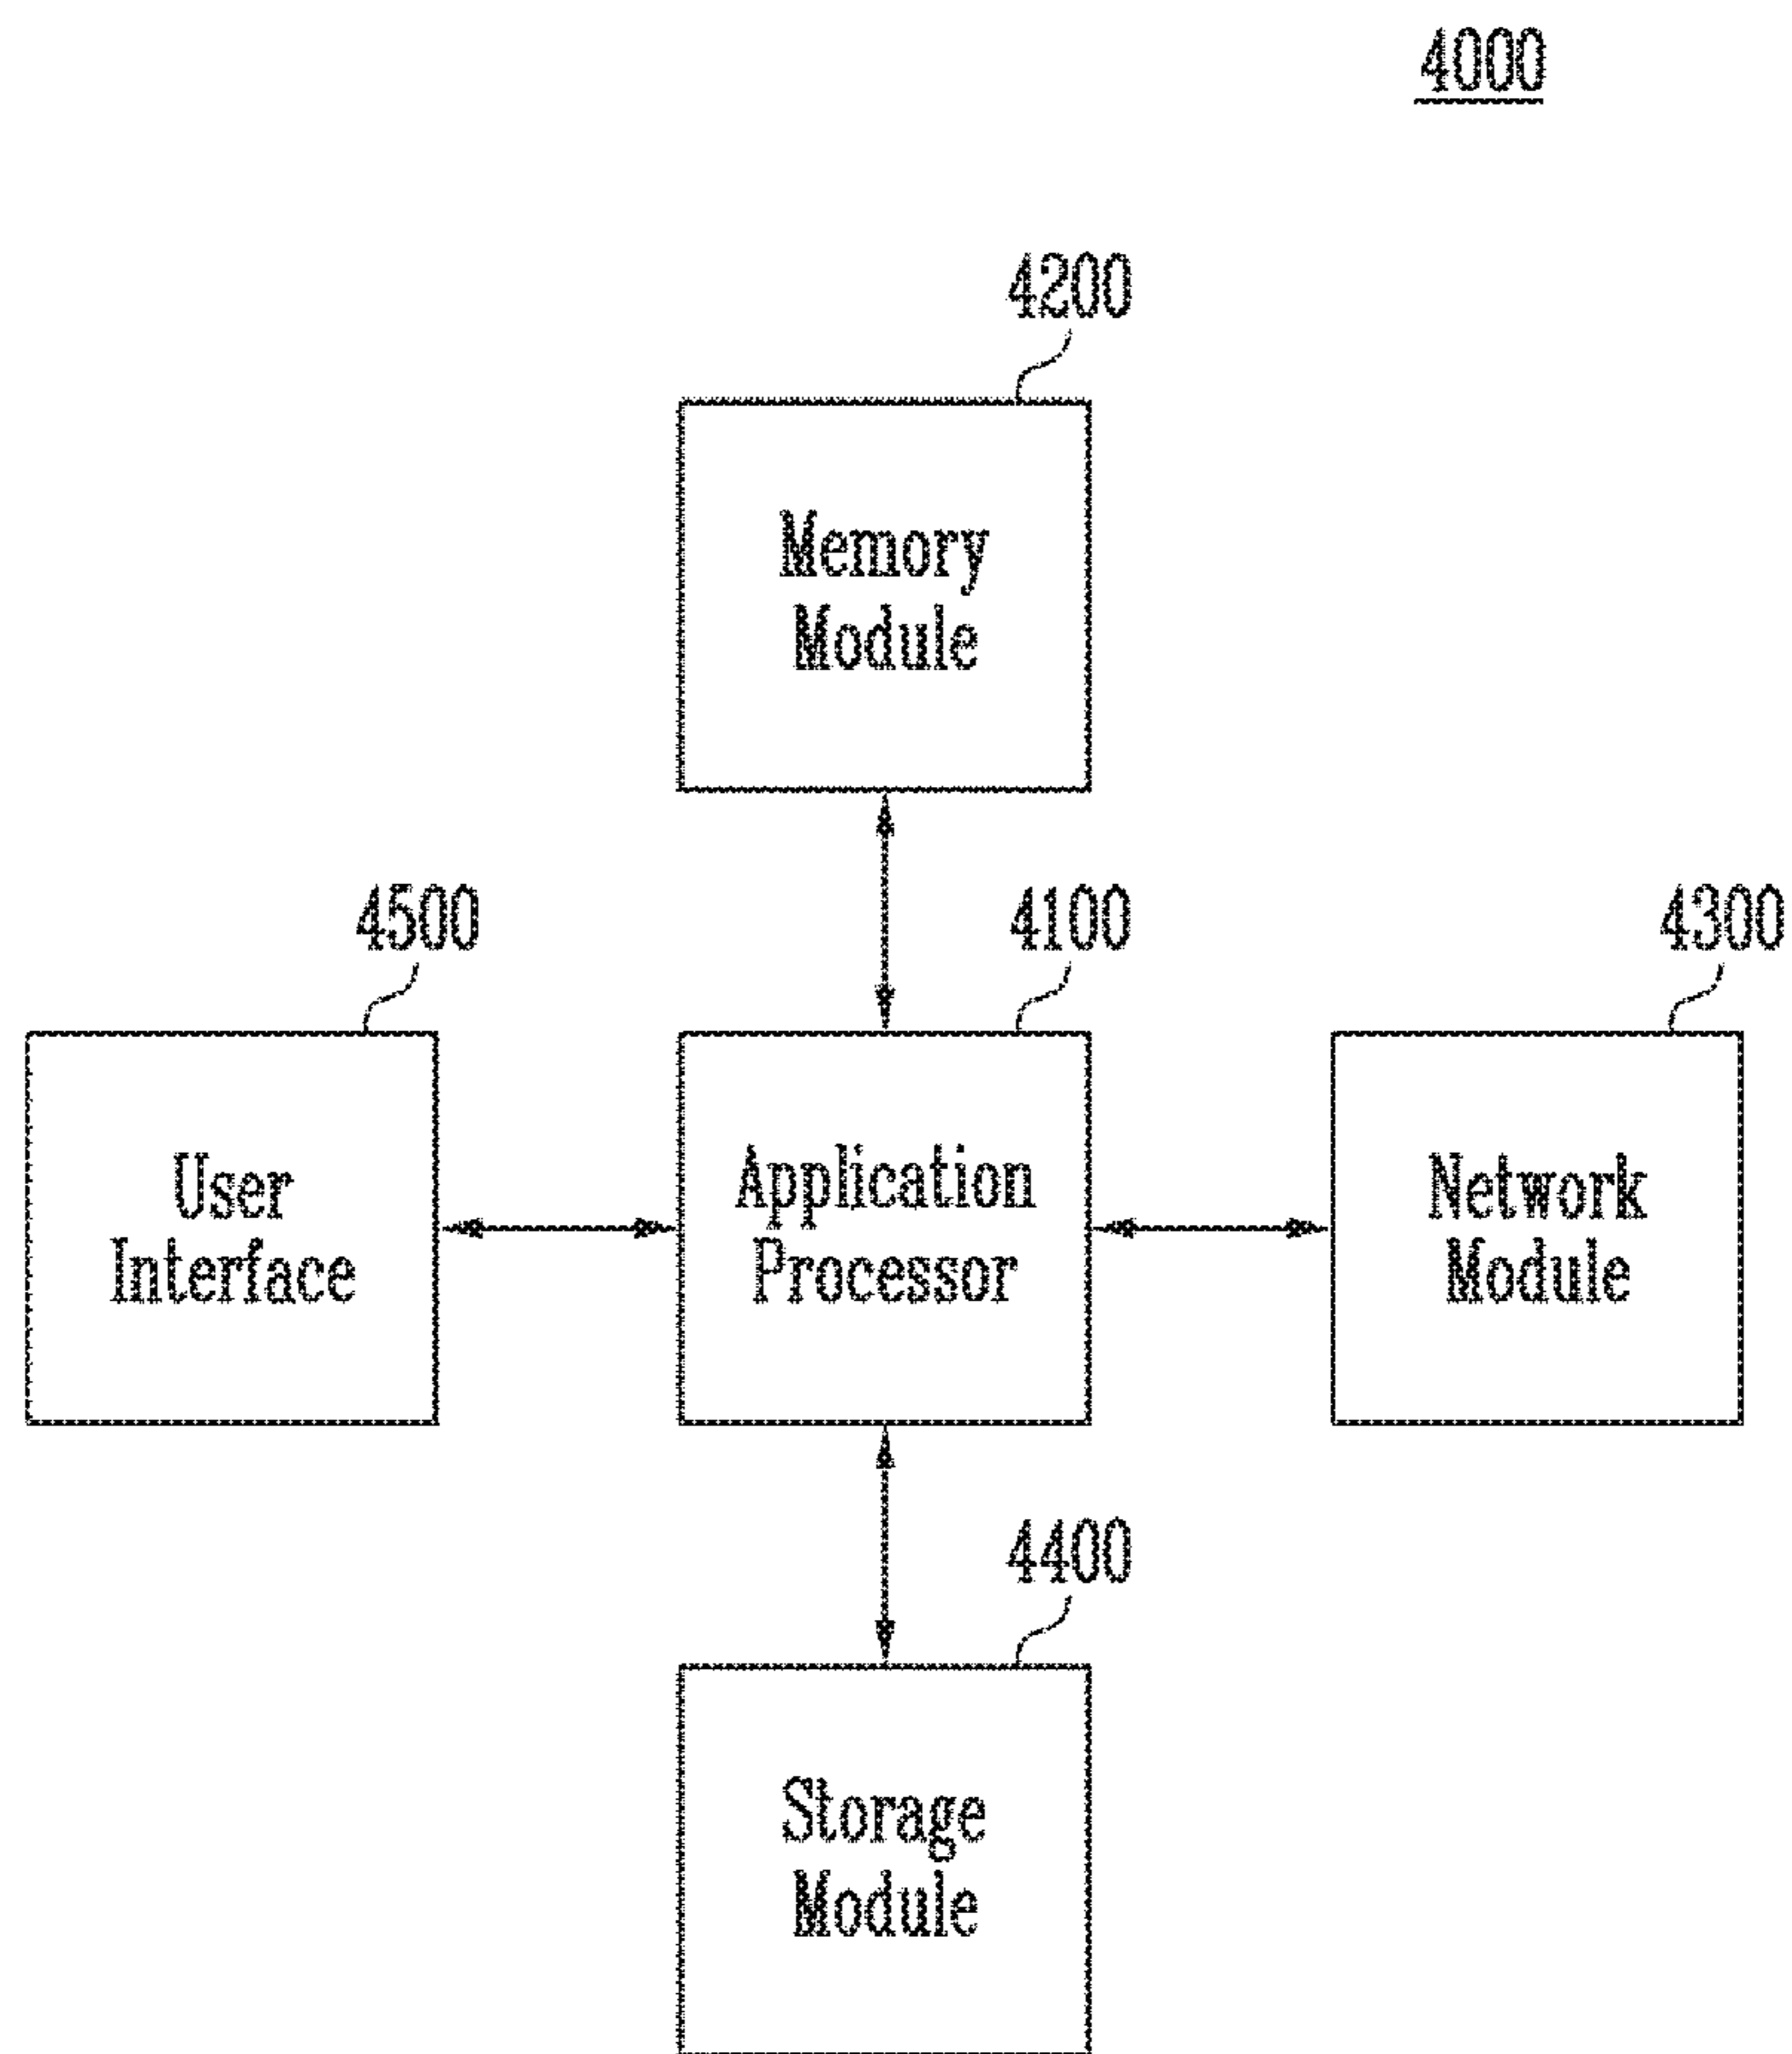 4000
4200
Memory
Module
4500
4100
4300
User
Interface
Application
Processor
Network
Module
4400
Storage
Module